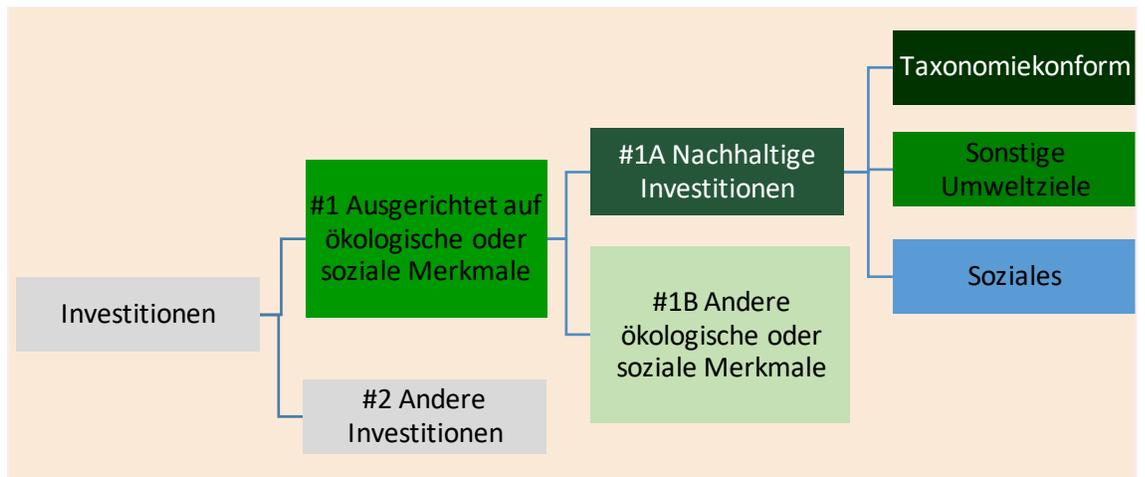 Investitionen
#1 Ausgerichtet auf
ökologische oder
soziale Merkmale
#2 Andere
Investitionen
#1A Nachhaltige
Investitionen
#1B Andere
ökologische oder
soziale Merkmale
Taxonomiekonform
Sonstige
Umweltziele
Soziales